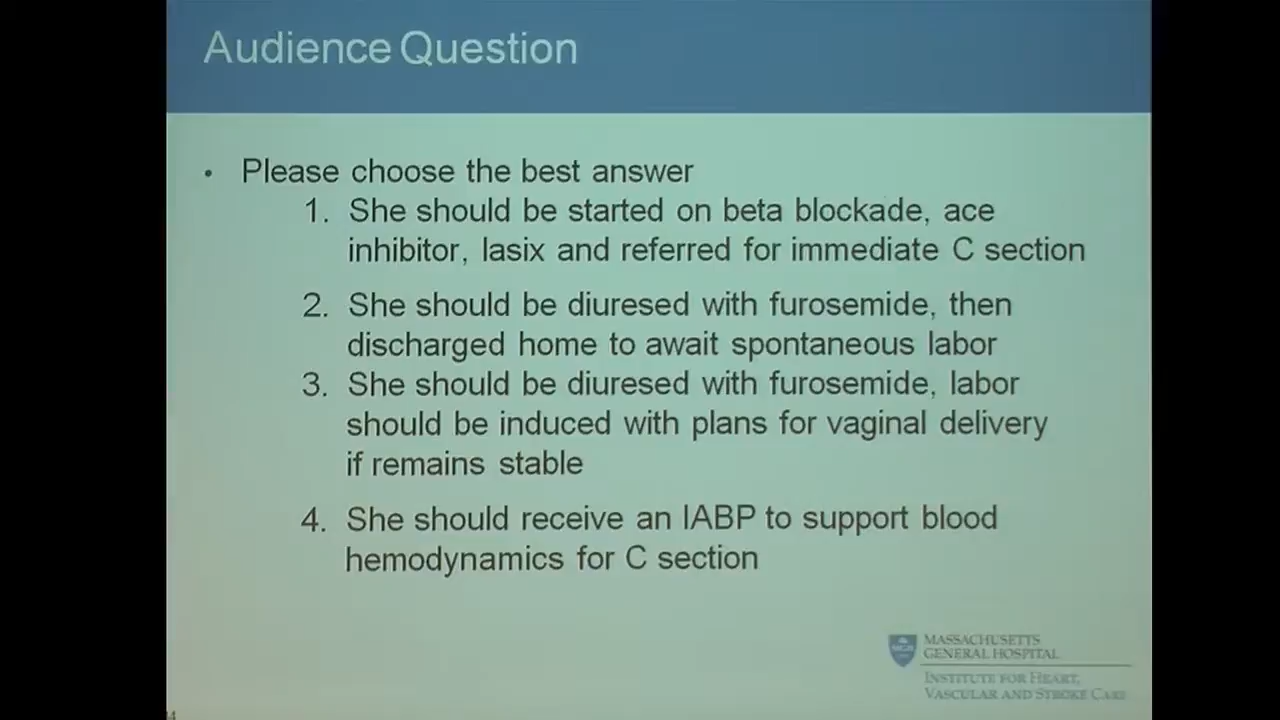 Audience Question
• Please choose the best answer
1. She should be started on beta blockade, ace
inhibitor, lasix and referred for immediate C section
2. She should be diuresed with furosemide, then
discharged home to await spontaneous labor
3. She should be diuresed with furosemide, labor
should be induced with plans for vaginal delivery
if remains stable
4. She should receive an IABP to support blood
hemodynamics for C section
MASSACHUSETTS
GENERAL HOSPITAL
INSTITUTE FOR HEART,
VASCULAR AND STROKE CARE